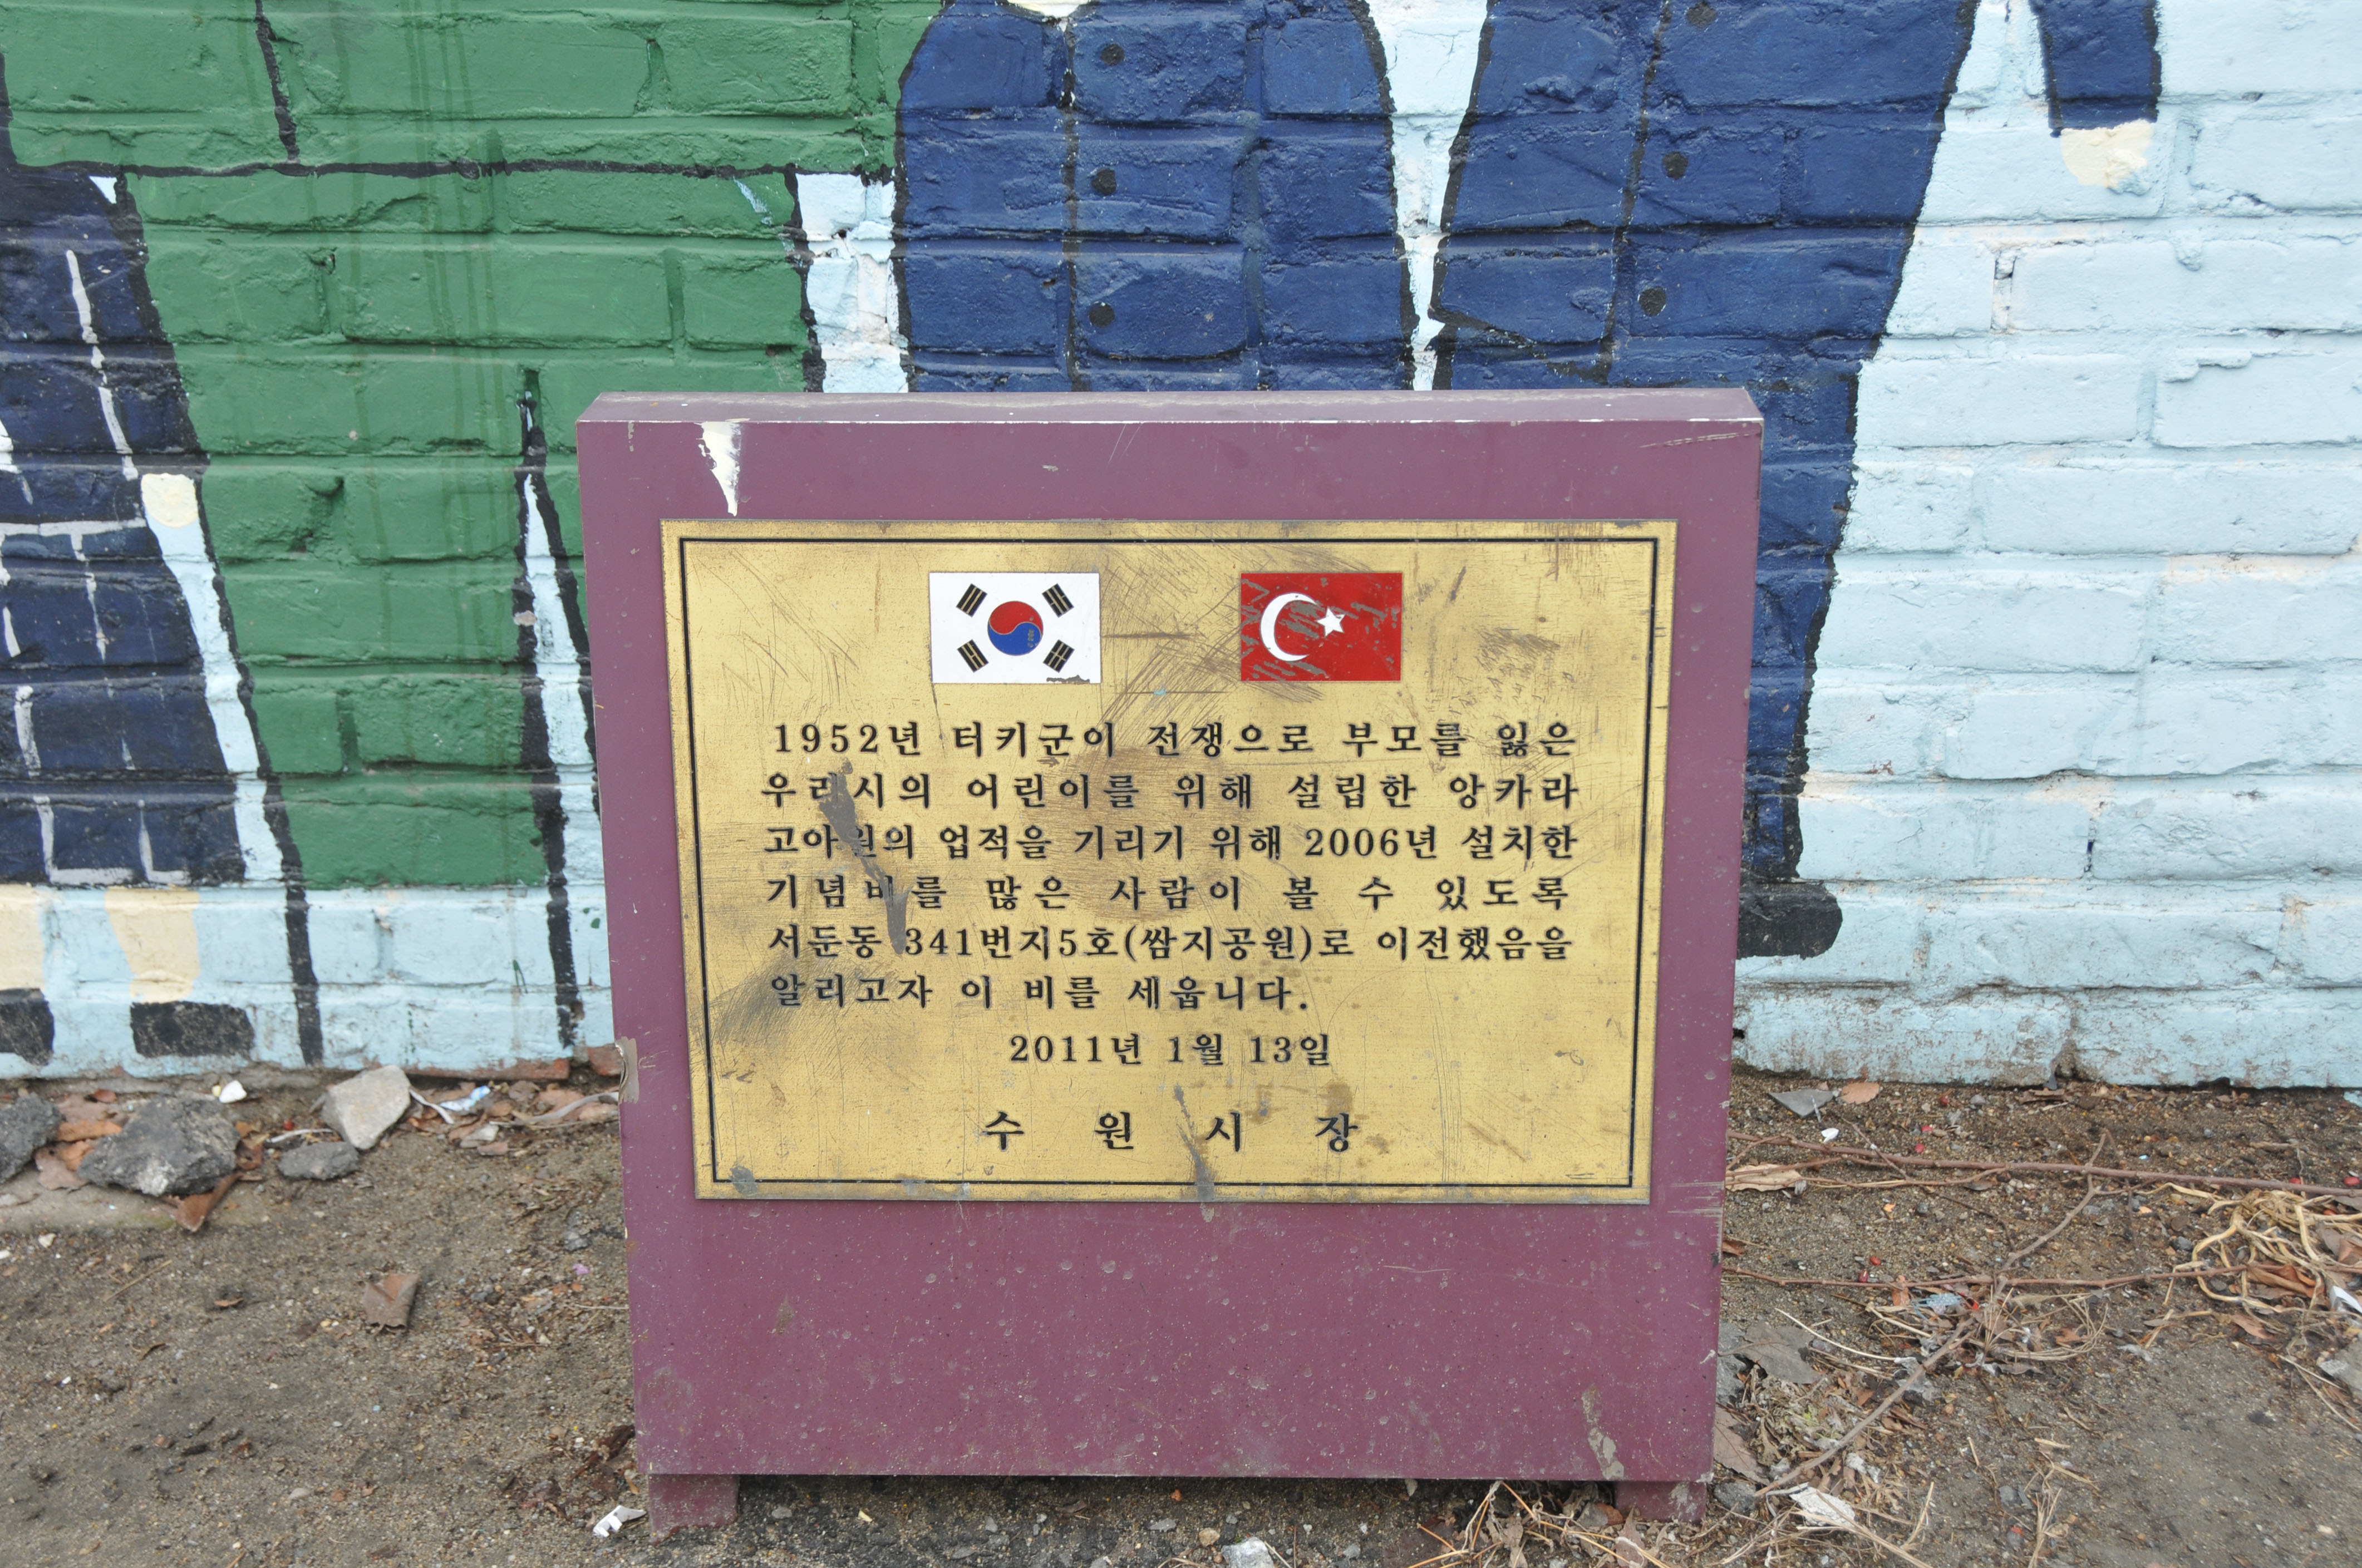 1952년 터키군이 전쟁으로 부모를 잃은
우리시의 어린이를 위해 설립한 앙카라
고아원의 업적을 기리기 위해 2006년 설치한
기념비를 많은 사람이 볼 수 있도록
서둔동 341번지5호(쌈지공원)로 이전했음을
알리고자 이 비를 세웁니다.
2011년 1월 13일
수 원 시 장